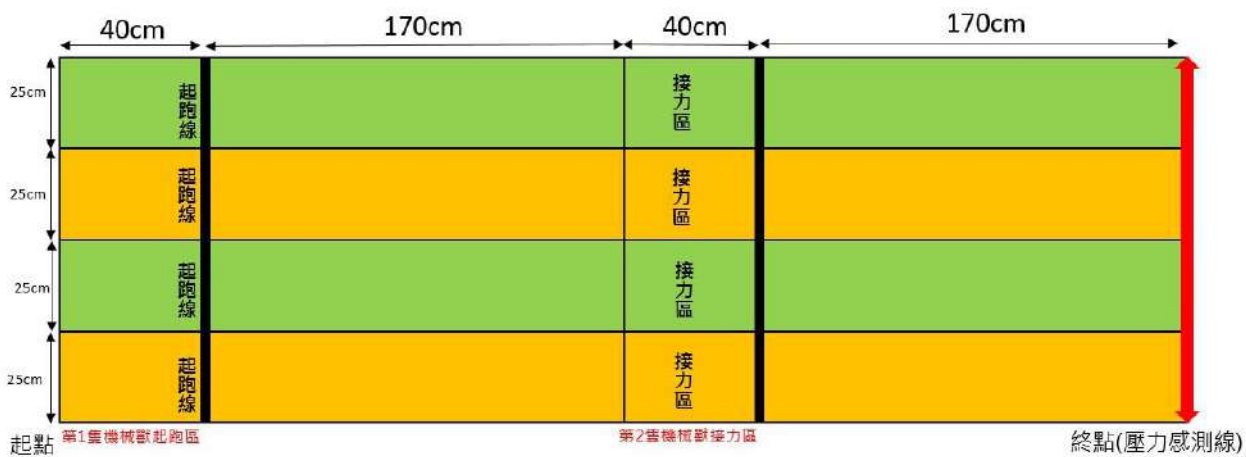 40cm 170cm 40cm 170cm
25cm 起跑線 接力區
25cm 起跑線 接力區
25cm 起跑線 接力區
25cm 起跑線 接力區
起點 第1隻機械獸起跑區 第2隻機械獸接力區 終點(壓力感測線)